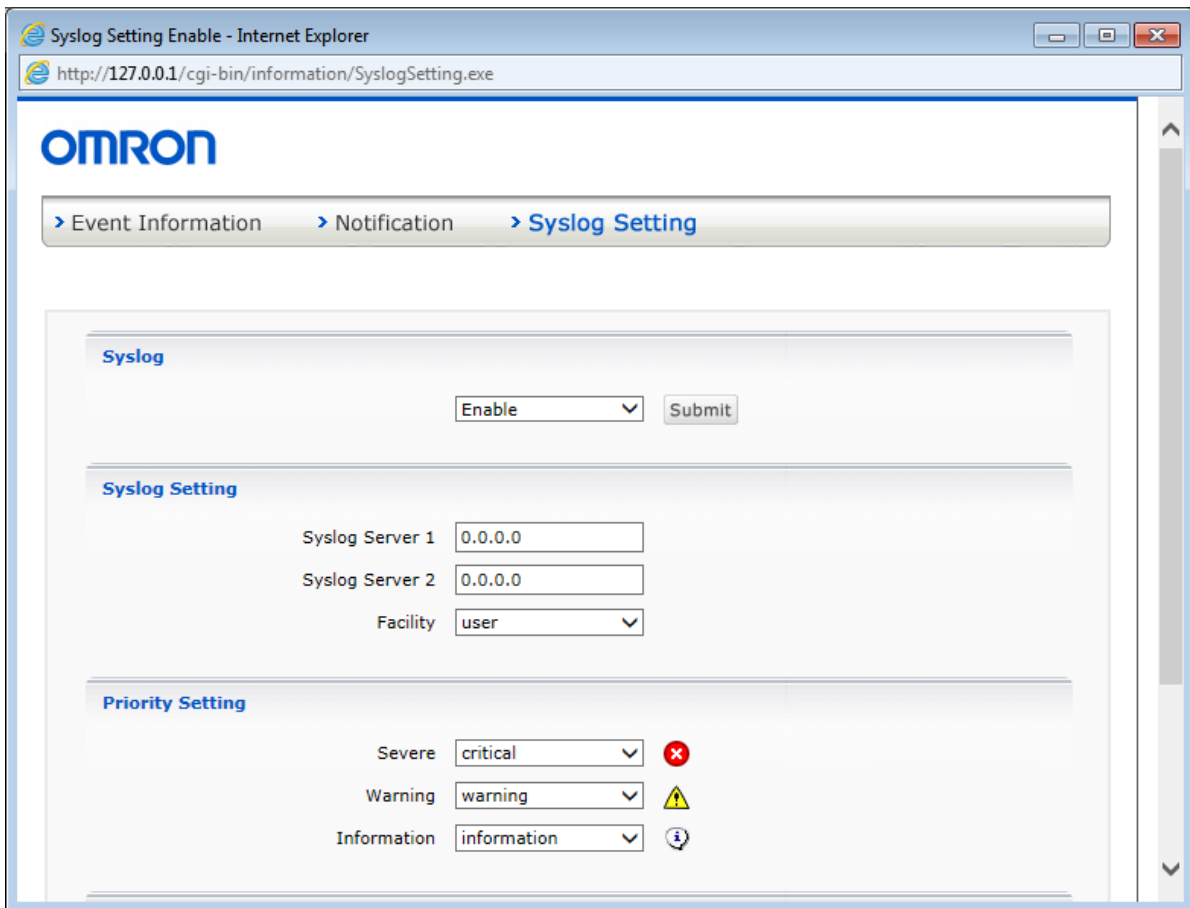 Syslog Setting Enable - Internet Explorer
http://127.0.0.1/cgi-bin/information/SyslogSetting.exe
OMRON
Event Information Notification Syslog Setting
Syslog
Enable Submit
Syslog Setting
Syslog Server 1 0.0.0.0
Syslog Server 2 0.0.0.0
Facility user
Priority Setting
Severe critical
Warning warning
Information information